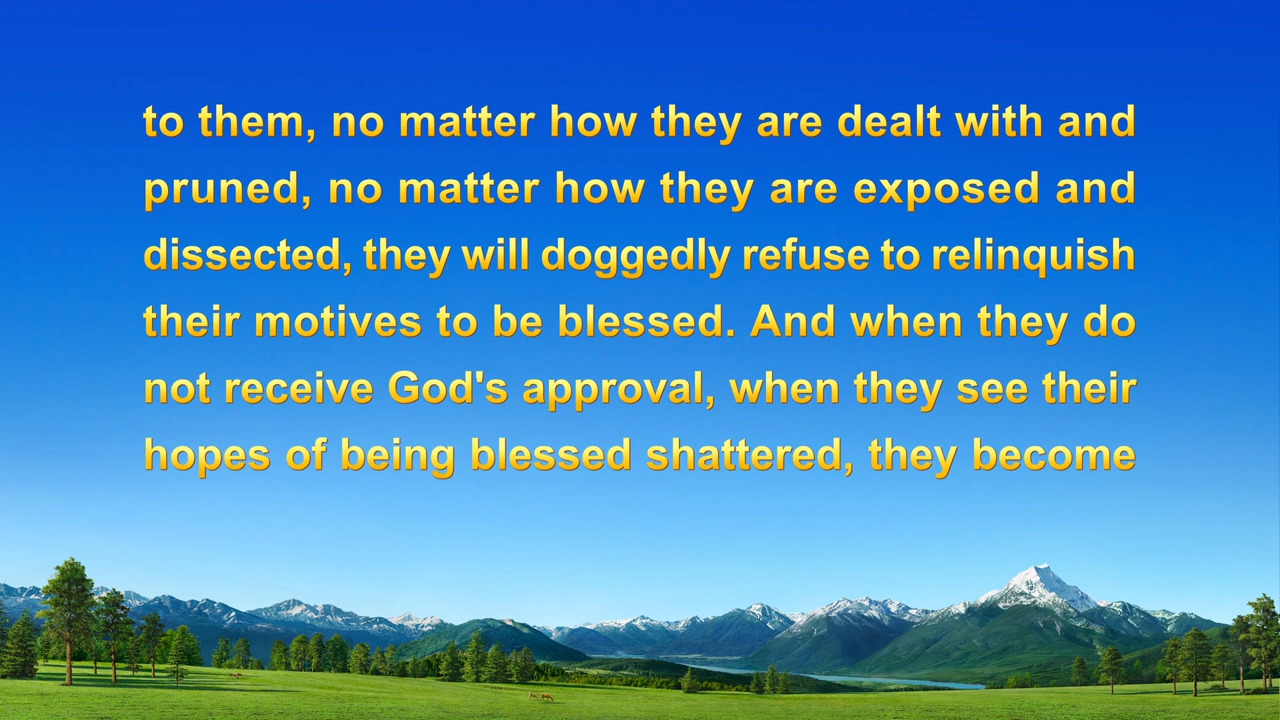 to them, no matter how they are dealt with and
pruned, no matter how they are exposed and
dissected, they will doggedly refuse to relinquish
their motives to be blessed. And when they do
not receive God's approval, when they see their
hopes of being blessed shattered, they become